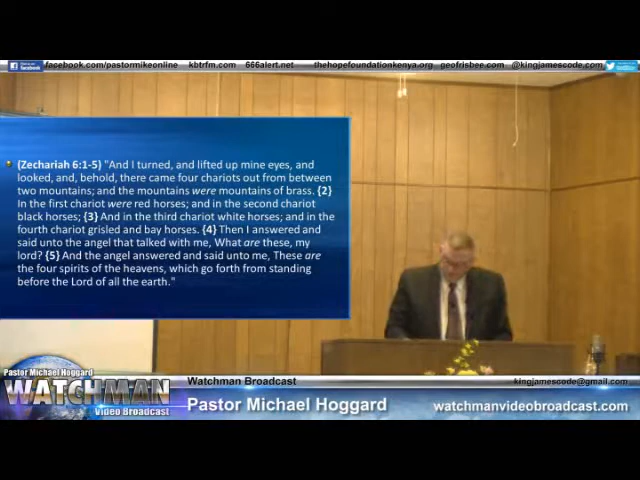 facebook.com/pastormikeonline kbtrfm.com 666alert.net thehopefoundationkenya.org geofrisbee.com @kingjamescode.com
{Zechariah 6:1-5} "And I turned, and lifted up mine eyes, and
looked, and, behold, there came four chariots out from between
two mountains; and the mountains were mountains of brass. {2}
In the first chariot were red horses; and in the second chariot
black horses; {3} And in the third chariot white horses; and in the
fourth chariot grisled and bay horses. {4} Then I answered and
said unto the angel that talked with me, What are these, my
lord? {5} And the angel answered and said unto me, These are
the four spirits of the heavens, which go forth from standing
before the Lord of all the earth."
Pastor Michael Hoggard
WATCHMAN
Video Broadcast
Watchman Broadcast
kingjamescode@gmail.com
Pastor Michael Hoggard
watchmanvideobroadcast.com